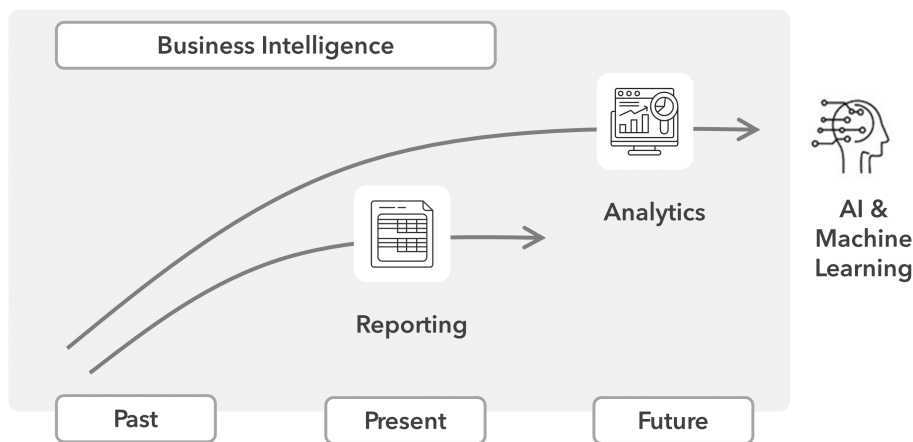 Business Intelligence
Analytics
AI &
Machine
Learning
Reporting
Past
Present
Future